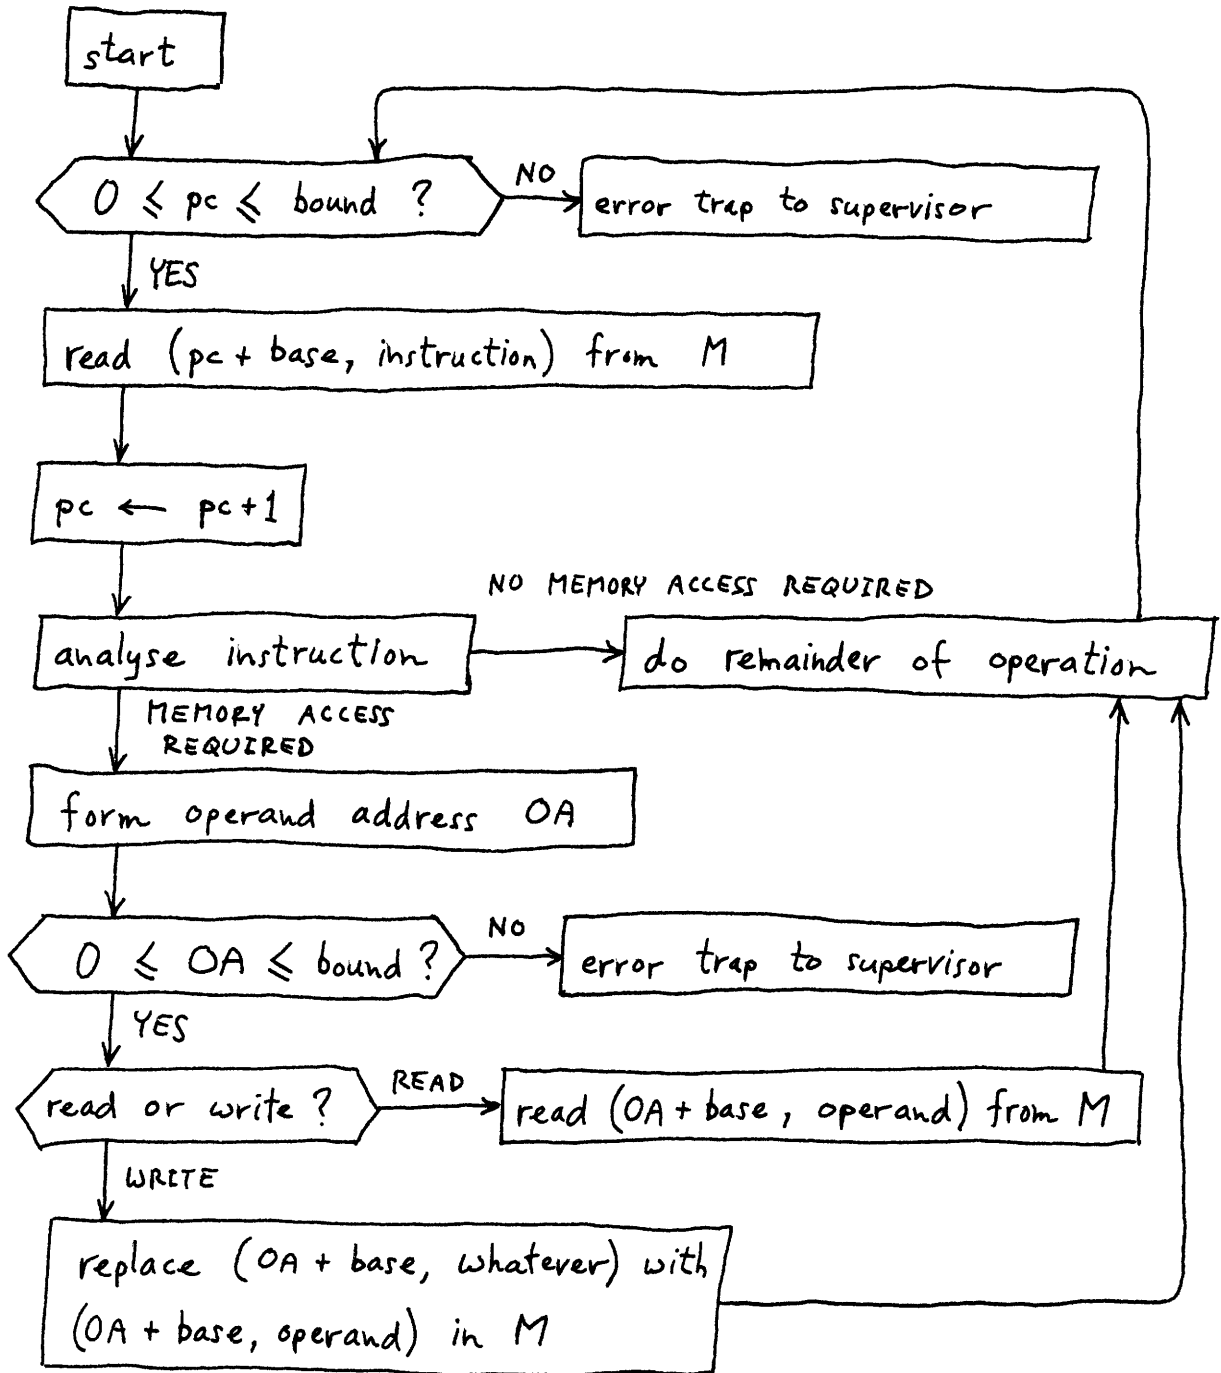 start
0 ⩽ pc ⩽ bound ?
NO
error trap to supervisor
YES
read (pc + base, instruction) from M
pc ← pc + 1
NO MEMORY ACCESS REQUIRED
analyse instruction
do remainder of operation
MEMORY ACCESS
REQUIRED
form operand address OA
0 ⩽ OA ⩽ bound ?
NO
error trap to supervisor
YES
read or write ?
READ
read (OA + base, operand) from M
WRITE
replace (OA + base, whatever) with
(OA + base, operand) in M